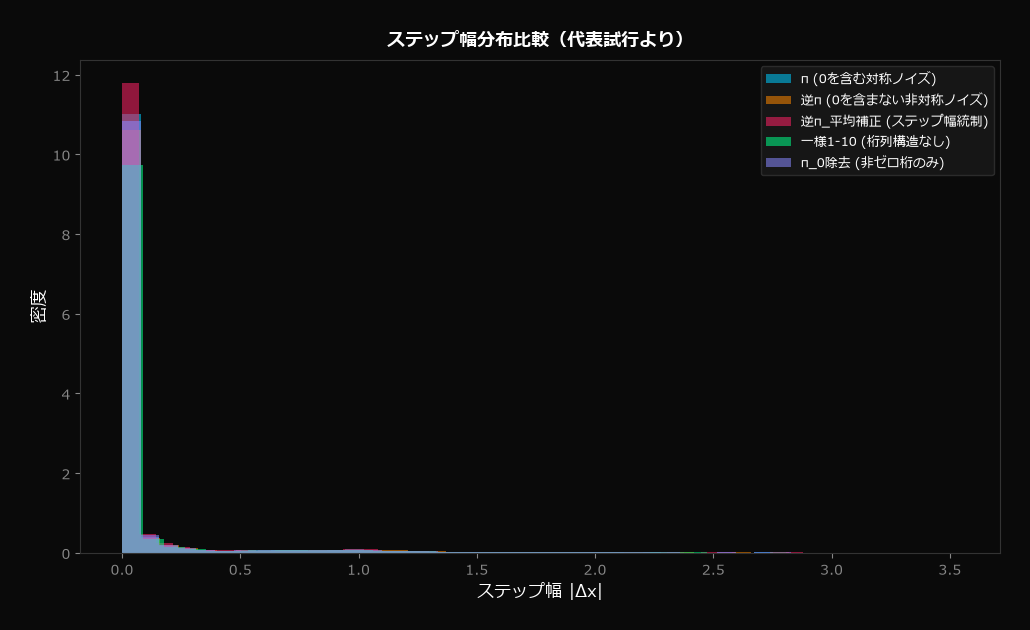 ステップ幅分布比較（代表試行より）
12
10
8
6
4
2
0
密度
π (0を含む対称ノイズ)
逆π (0を含まない非対称ノイズ)
逆π_平均補正 (ステップ幅統制)
一様1-10 (桁列構造なし)
π_0除去 (非ゼロ桁のみ)
0.0 0.5 1.0 1.5 2.0 2.5 3.0 3.5
ステップ幅 |Δx|